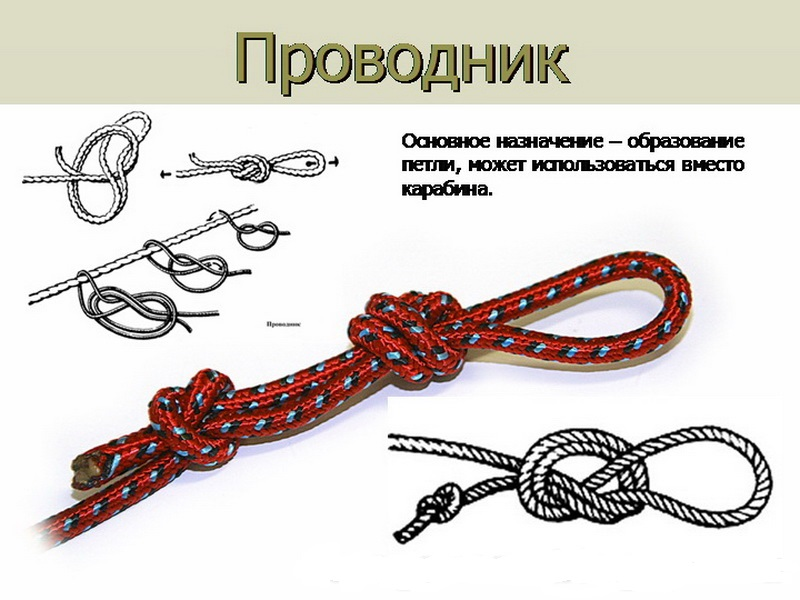 Проводник
Основное назначение – образование
петли, может использоваться вместо
карабина.